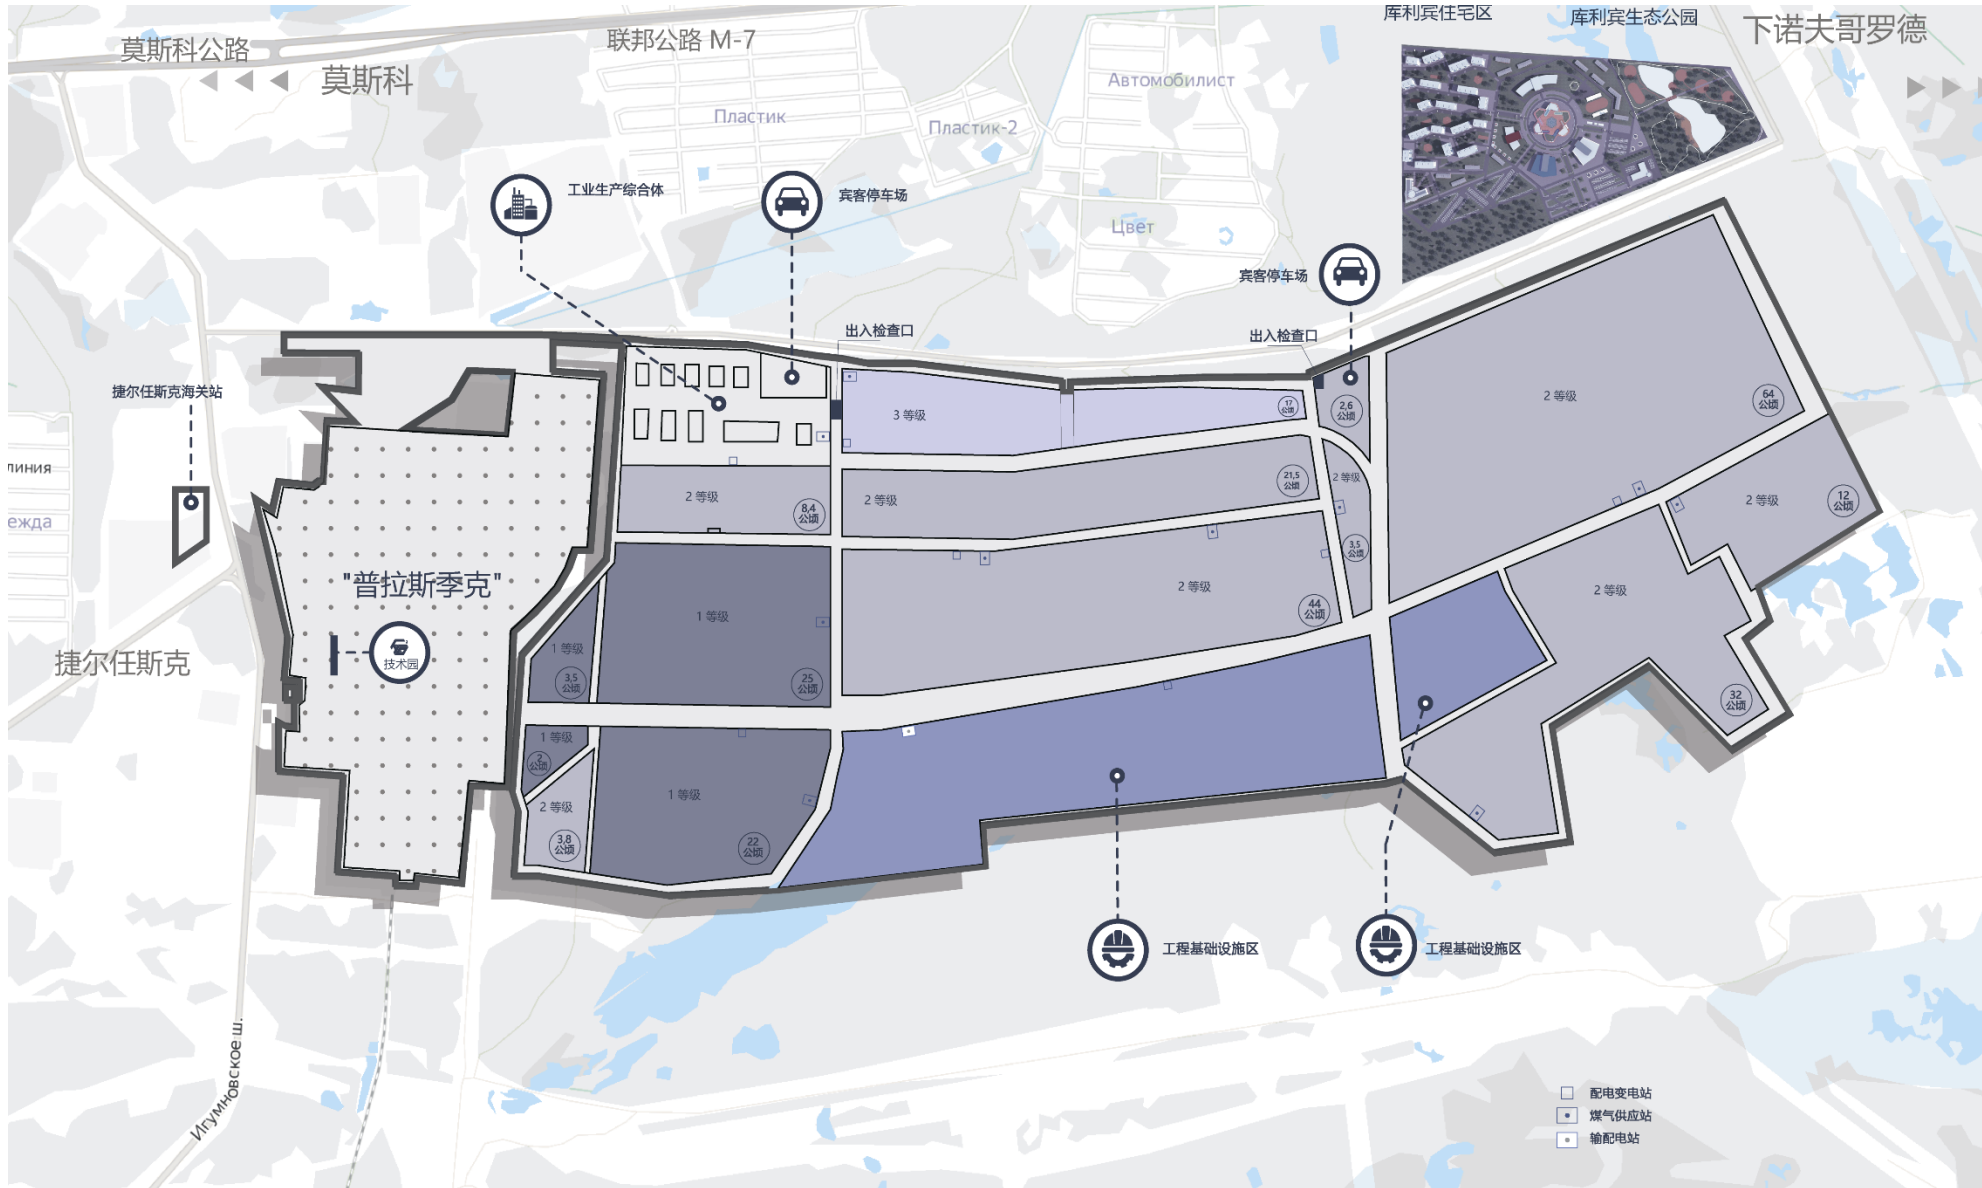 库利宾住宅区
库利宾生态公园
下诺夫哥罗德
莫斯科公路
联邦公路 M-7
莫斯科
Автомобилист
Пластик
Пластик-2
工业生产综合体
宾客停车场
Цвет
宾客停车场
出入检查口
出入检查口
捷尔任斯克海关站
2 等级
64
公顷
3 等级
17
公顷
2,6
公顷
линия
2 等级
21,5
公顷
2 等级
2 等级
8,4
公顷
2 等级
2 等级
12
公顷
ежда
3,5
公顷
"普拉斯季克"
技术园
1 等级
2 等级
44
公顷
2 等级
捷尔任斯克
1 等级
3,5
公顷
25
公顷
32
公顷
1 等级
2
公顷
2 等级
3,8
公顷
1 等级
22
公顷
工程基础设施区
工程基础设施区
Игумновское ш.
配电变电站
煤气供应站
输配电站